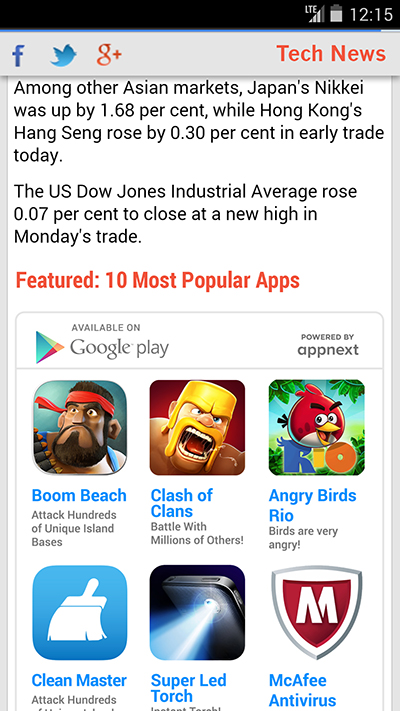 LTE 12:15
f g+ Tech News
Among other Asian markets, Japan's Nikkei
was up by 1.68 per cent, while Hong Kong's
Hang Seng rose by 0.30 per cent in early trade
today.
The US Dow Jones Industrial Average rose
0.07 per cent to close at a new high in
Monday's trade.
Featured: 10 Most Popular Apps
AVAILABLE ON
Google play
POWERED BY
appnext
RIO
Boom Beach
Attack Hundreds
of Unique Island
Bases
Clash of
Clans
Battle With
Millions of Others!
Angry Birds
Rio
Birds are very
angry!
M
Clean Master
Attack Hundreds
Super Led
Torch
Instant Torch!
McAfee
Antivirus